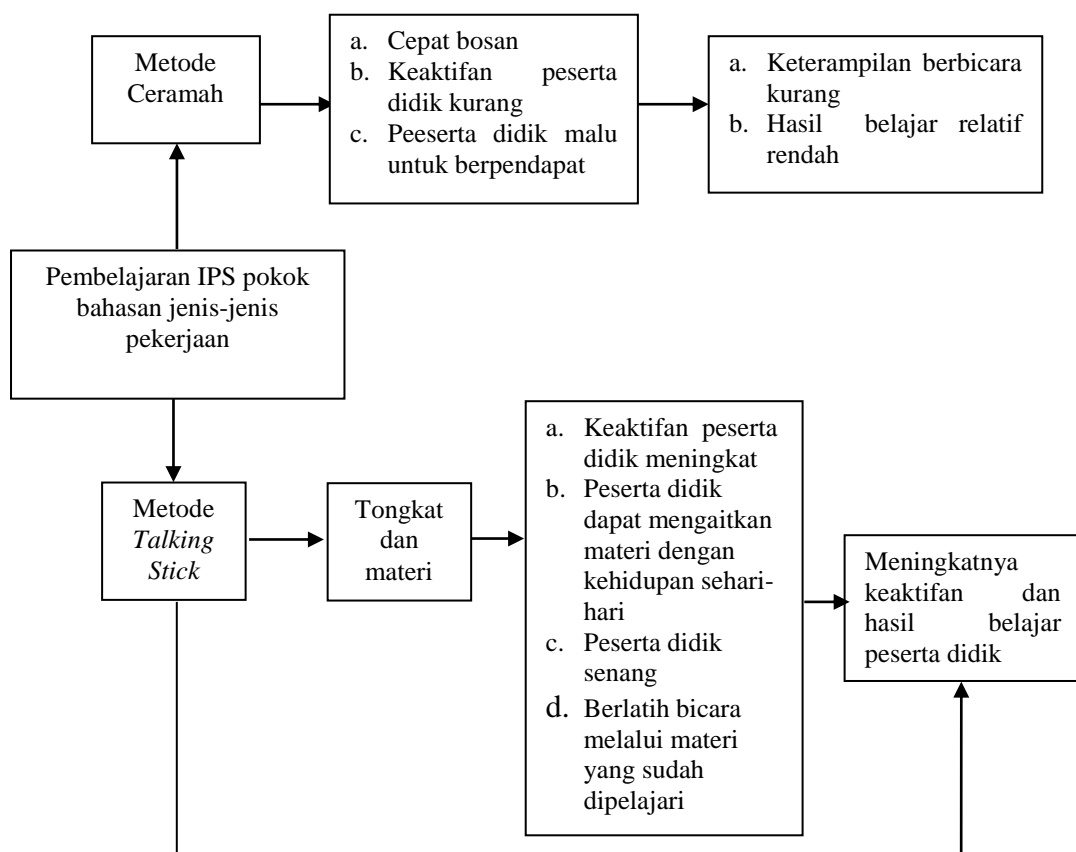 Metode
Ceramah
a. Cepat bosan
b. Keaktifan peserta
didik kurang
c. Peeserta didik malu
untuk berpendapat
a. Keterampilan berbicara
kurang
b. Hasil belajar relatif
rendah
Pembelajaran IPS pokok
bahasan jenis-jenis
pekerjaan
Metode
Talking
Stick
Tongkat
dan
materi
a. Keaktifan peserta
didik meningkat
b. Peserta didik
dapat mengaitkan
materi dengan
kehidupan sehari-
hari
c. Peserta didik
senang
d. Berlatih bicara
melalui materi
yang sudah
dipelajari
Meningkatnya
keaktifan dan
hasil belajar
peserta didik